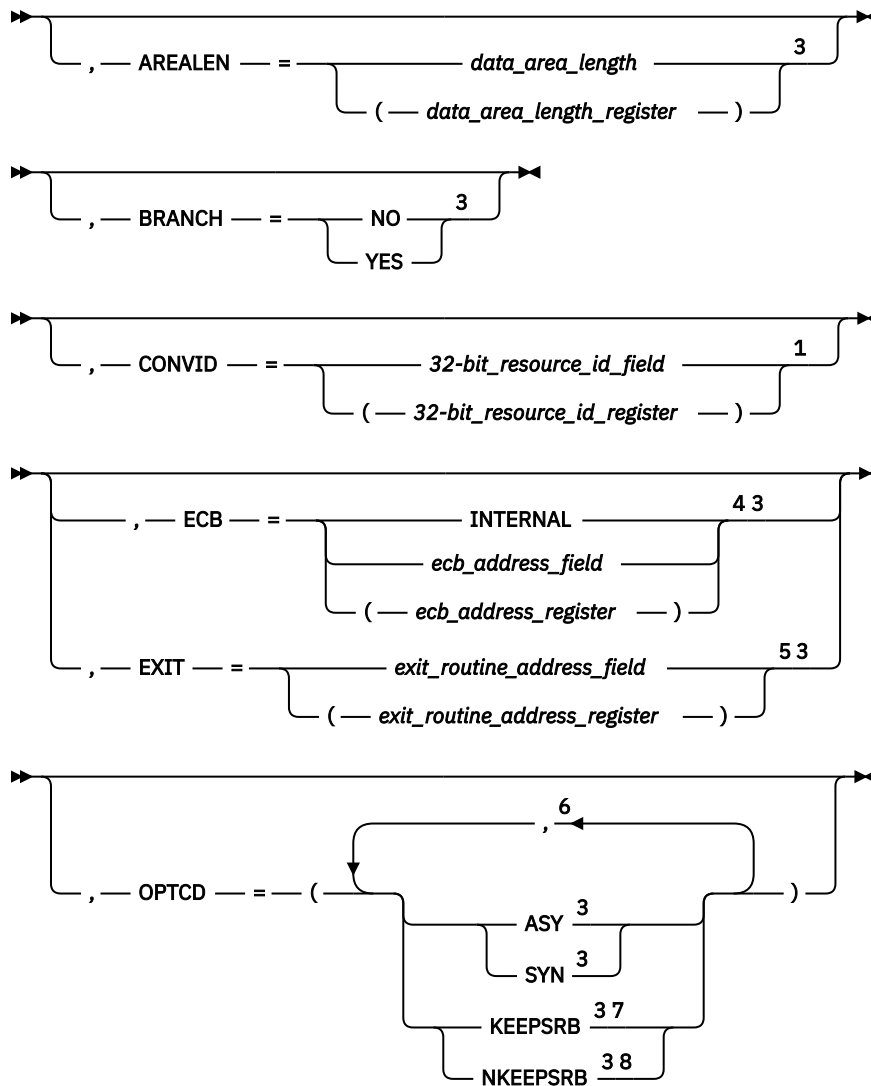 3
, AREALEN = data_area_length
( data_area_length_register )
, BRANCH = NO 3
YES
, CONVID = 32-bit_resource_id_field 1
( 32-bit_resource_id_register )
, ECB = INTERNAL 4 3
ecb_address_field
( ecb_address_register )
, EXIT = exit_routine_address_field 5 3
( exit_routine_address_register )
, 6
, OPTCD = ( )
ASY 3
SYN 3
KEEPSRB 3 7
NKEEPSRB 3 8